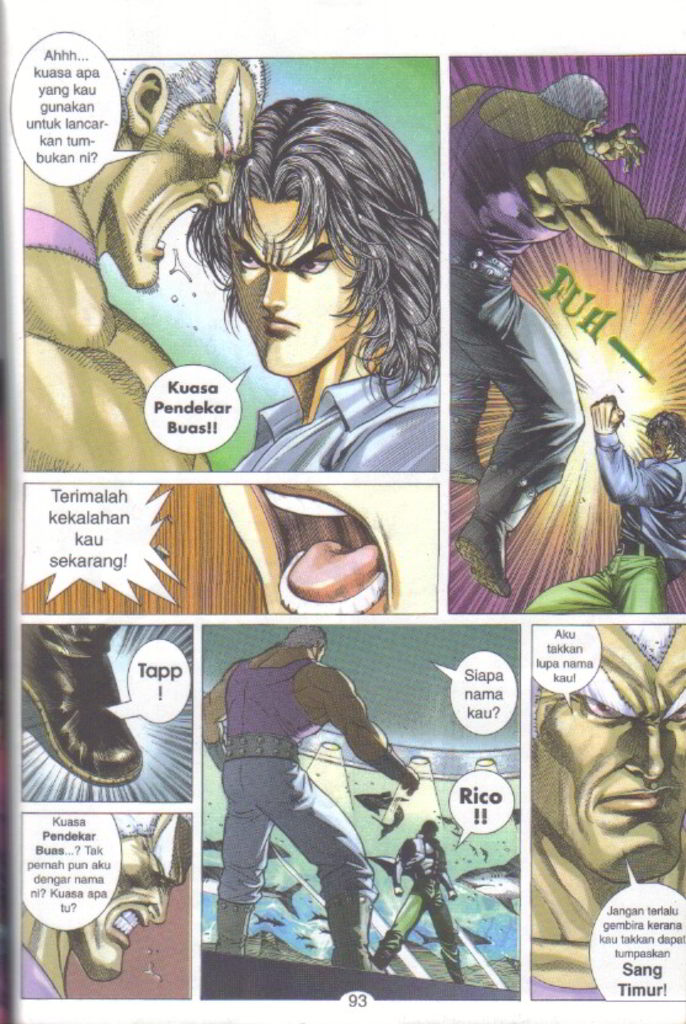 Ahhh...
kuasa apa
yang kau
gunakan
untuk lancar-
kan tum-
bukan ni?
Kuasa
Pendekar
Buas!!
FUH
Terimalah
kekalahan
kau
sekarang!
Tapp
!
Kuasa
Pendekar
Buas...? Tak
pernah pun aku
dengar nama
ni? Kuasa apa
tu?
Siapa
nama
kau?
Rico
!!
Aku
takkan
lupa nama
kau!
Jangan terlalu
gembira kerana
kau takkan dapat
tumpaskan
Sang
Timur!
93